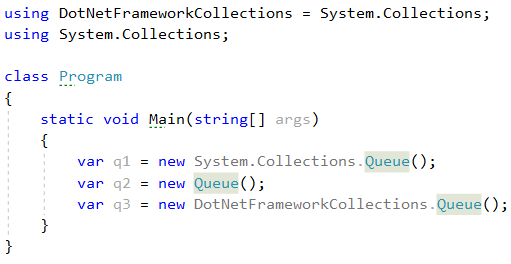 using DotNetFrameworkCollections = System.Collections;
using System.Collections;

class Program
{
    static void Main(string[] args)
    {
        var q1 = new System.Collections.Queue();
        var q2 = new Queue();
        var q3 = new DotNetFrameworkCollections.Queue();
    }
}